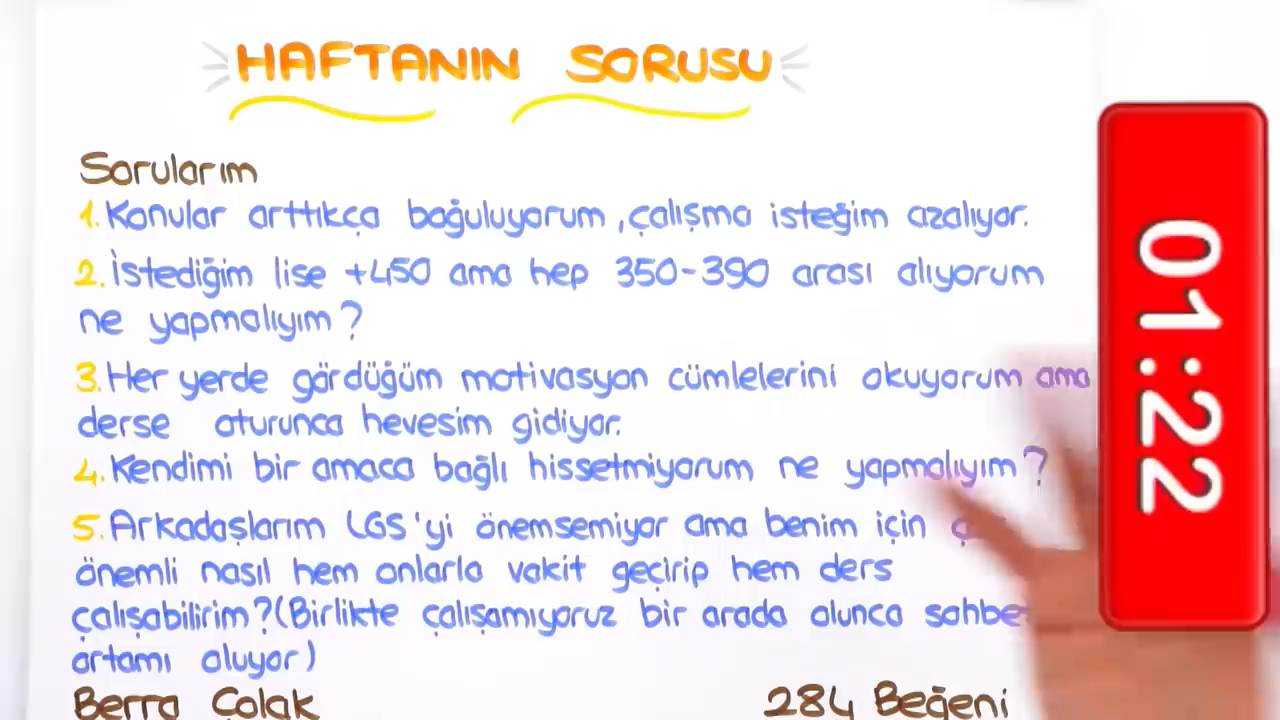 HAFTANIN SORUSU
Sorularım
1.Konular arttıkça boğuluyorum, çalışma isteğim azalıyor.
2.İstediğim lise +450 ama hep 350-390 arası alıyorum
ne yapmalıyım?
3.Her yerde gördüğüm motivasyon cümlelerini okuyorum ama
derse oturunca hevesim gidiyor.
4.Kendimi bir amaca bağlı hissetmiyorum ne yapmalıyım?
5.Arkadaşlarım LGS'yi önemsemiyor ama benim için
önemli nasıl hem onlarla vakit geçirip hem ders
çalışabilirim?(Birlikte çalışamıyoruz bir arada olunca
ortamı oluyor)
Berra Çolak 284 Beğeni
01:22